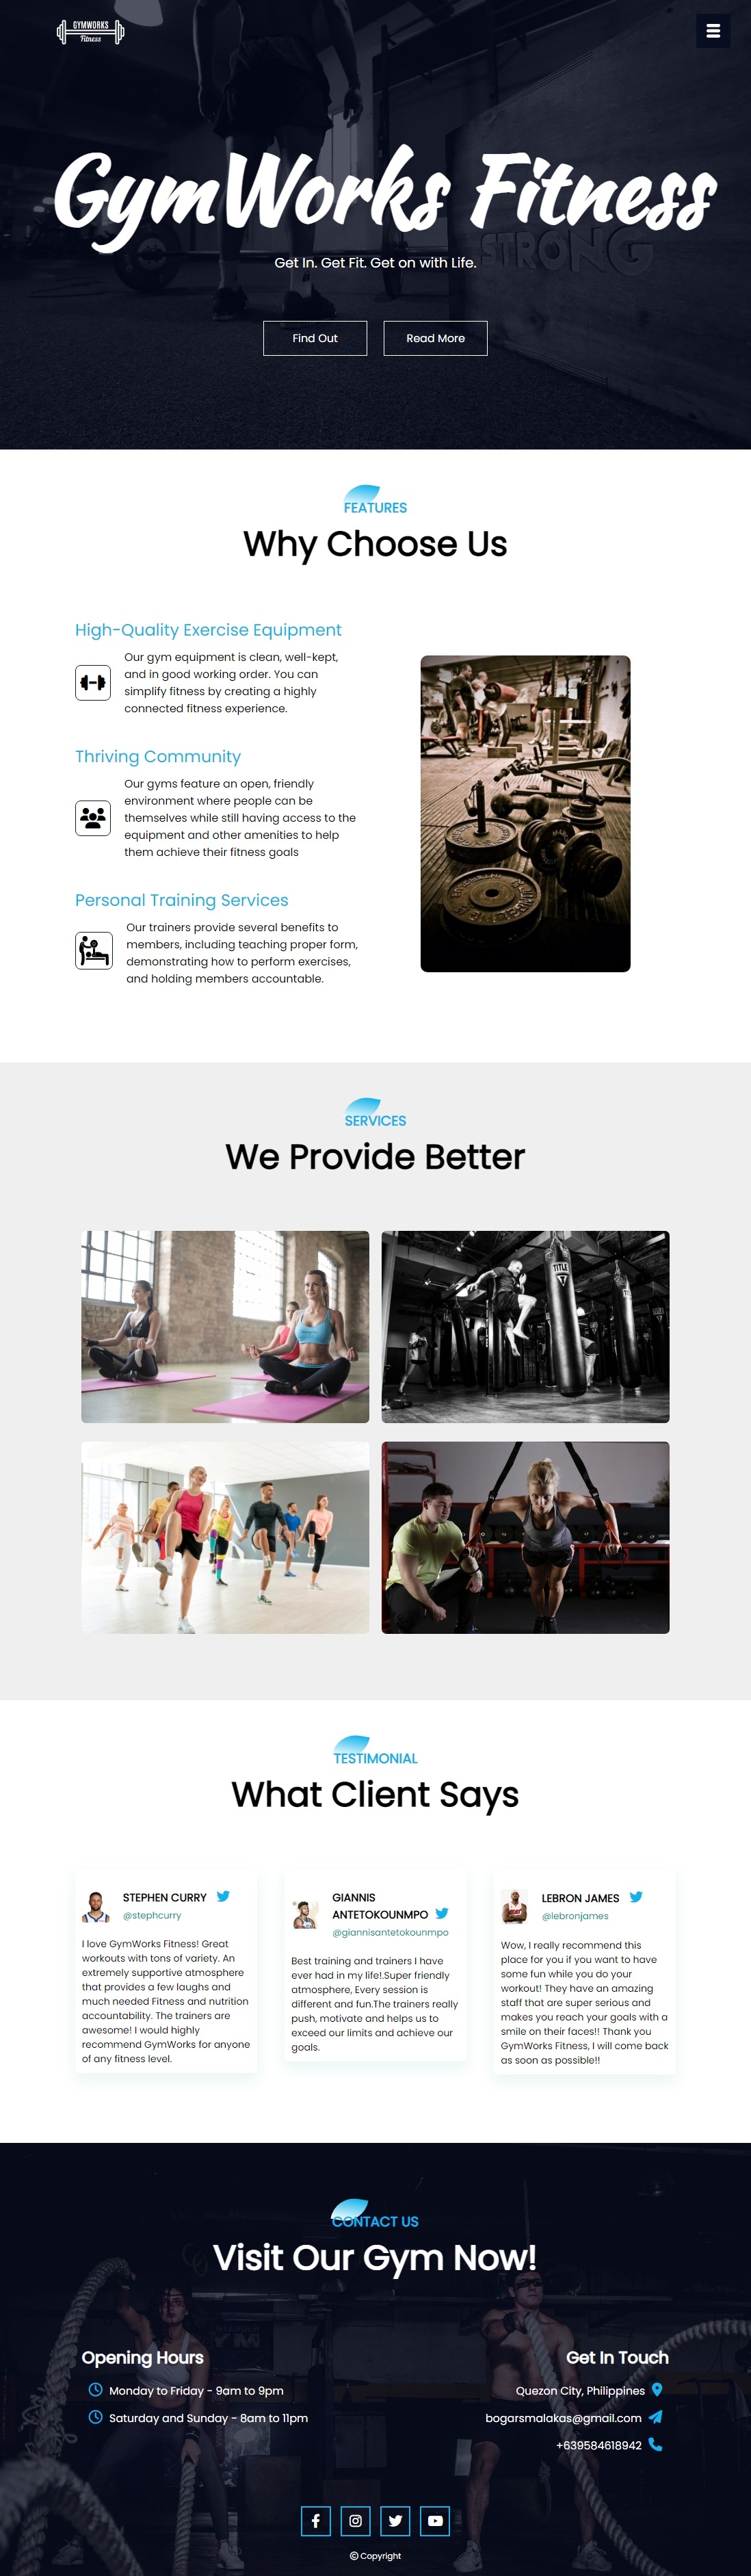 GYMWORKS
Fitness
GymWorks Fitness
STRONG
Get In. Get Fit. Get on with Life.
Find Out
Read More
FEATURES
Why Choose Us
High-Quality Exercise Equipment
Our gym equipment is clean, well-kept,
and in good working order. You can
simplify fitness by creating a highly
connected fitness experience.
Thriving Community
Our gyms feature an open, friendly
environment where people can be
themselves while still having access to the
equipment and other amenities to help
them achieve their fitness goals
Personal Training Services
Our trainers provide several benefits to
members, including teaching proper form,
demonstrating how to perform exercises,
and holding members accountable.
SERVICES
We Provide Better
TITLE
TESTIMONIAL
What Client Says
STEPHEN CURRY
@stephcurry
I love GymWorks Fitness! Great
workouts with tons of variety. An
extremely supportive atmosphere
that provides a few laughs and
much needed Fitness and nutrition
accountability. The trainers are
awesome! I would highly
recommend GymWorks for anyone
of any fitness level.
GIANNIS
ANTETOKOUNMPO
@giannisantetokounmpo
Best training and trainers I have
ever had in my life!.Super friendly
atmosphere, Every session is
different and fun.The trainers really
push, motivate and helps us to
exceed our limits and achieve our
goals.
LEBRON JAMES
@lebronjames
Wow, I really recommend this
place for you if you want to have
some fun while you do your
workout! They have an amazing
staff that are super serious and
makes you reach your goals with a
smile on their faces!! Thank you
GymWorks Fitness, I will come back
as soon as possible!!
CONTACT US
Visit Our Gym Now!
Opening Hours
Monday to Friday - 9am to 9pm
Saturday and Sunday - 8am to 11pm
Get In Touch
Quezon City, Philippines
bogarsmalakas@gmail.com
+639584618942
© Copyright